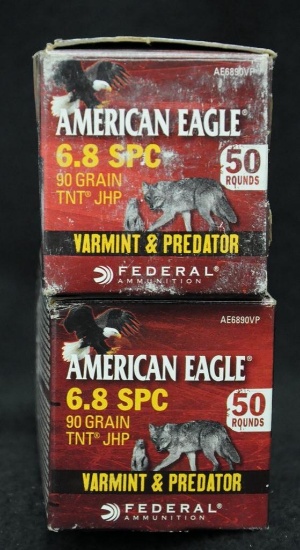 AE6890VP
AMERICAN EAGLE®
6.8 SPC
90 GRAIN
TNT® JHP
50
ROUNDS
VARMINT & PREDATOR
FEDERAL®
AMMUNITION
AE6890VP
AMERICAN EAGLE®
6.8 SPC
90 GRAIN
TNT® JHP
50
ROUNDS
VARMINT & PREDATOR
FEDERAL®
AMMUNITION